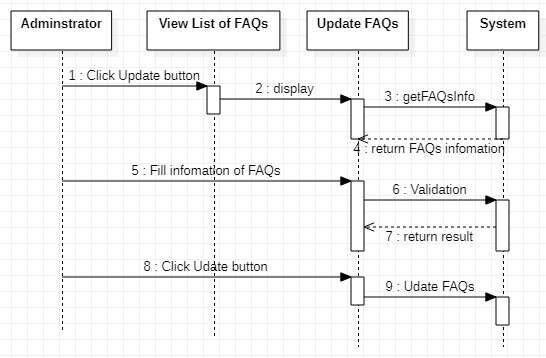 Adminstrator
View List of FAQs
Update FAQs
System
1 : Click Update button
2 : display
3 : getFAQsInfo
4 : return FAQs infomation
5 : Fill infomation of FAQs
6 : Validation
7 : return result
8 : Click Udate button
9 : Udate FAQs